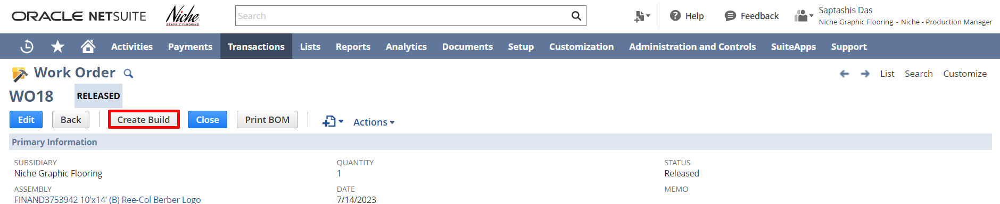 ORACLE NETSUITE
Niche
GRAPHIC FLOORING
Search
Help
Feedback
Saptashis Das
Niche Graphic Flooring - Niche - Production Manager
Activities Payments Transactions Lists Reports Analytics Documents Setup Customization Administration and Controls SuiteApps Support
Work Order
List Search Customize
WO18 RELEASED
Edit Back Create Build Close Print BOM Actions
Primary Information
SUBSIDIARY
Niche Graphic Flooring
ASSEMBLY
FINAND3753942 10'x14' (B) Ree-Col Berber Logo
QUANTITY
1
DATE
7/14/2023
STATUS
Released
MEMO